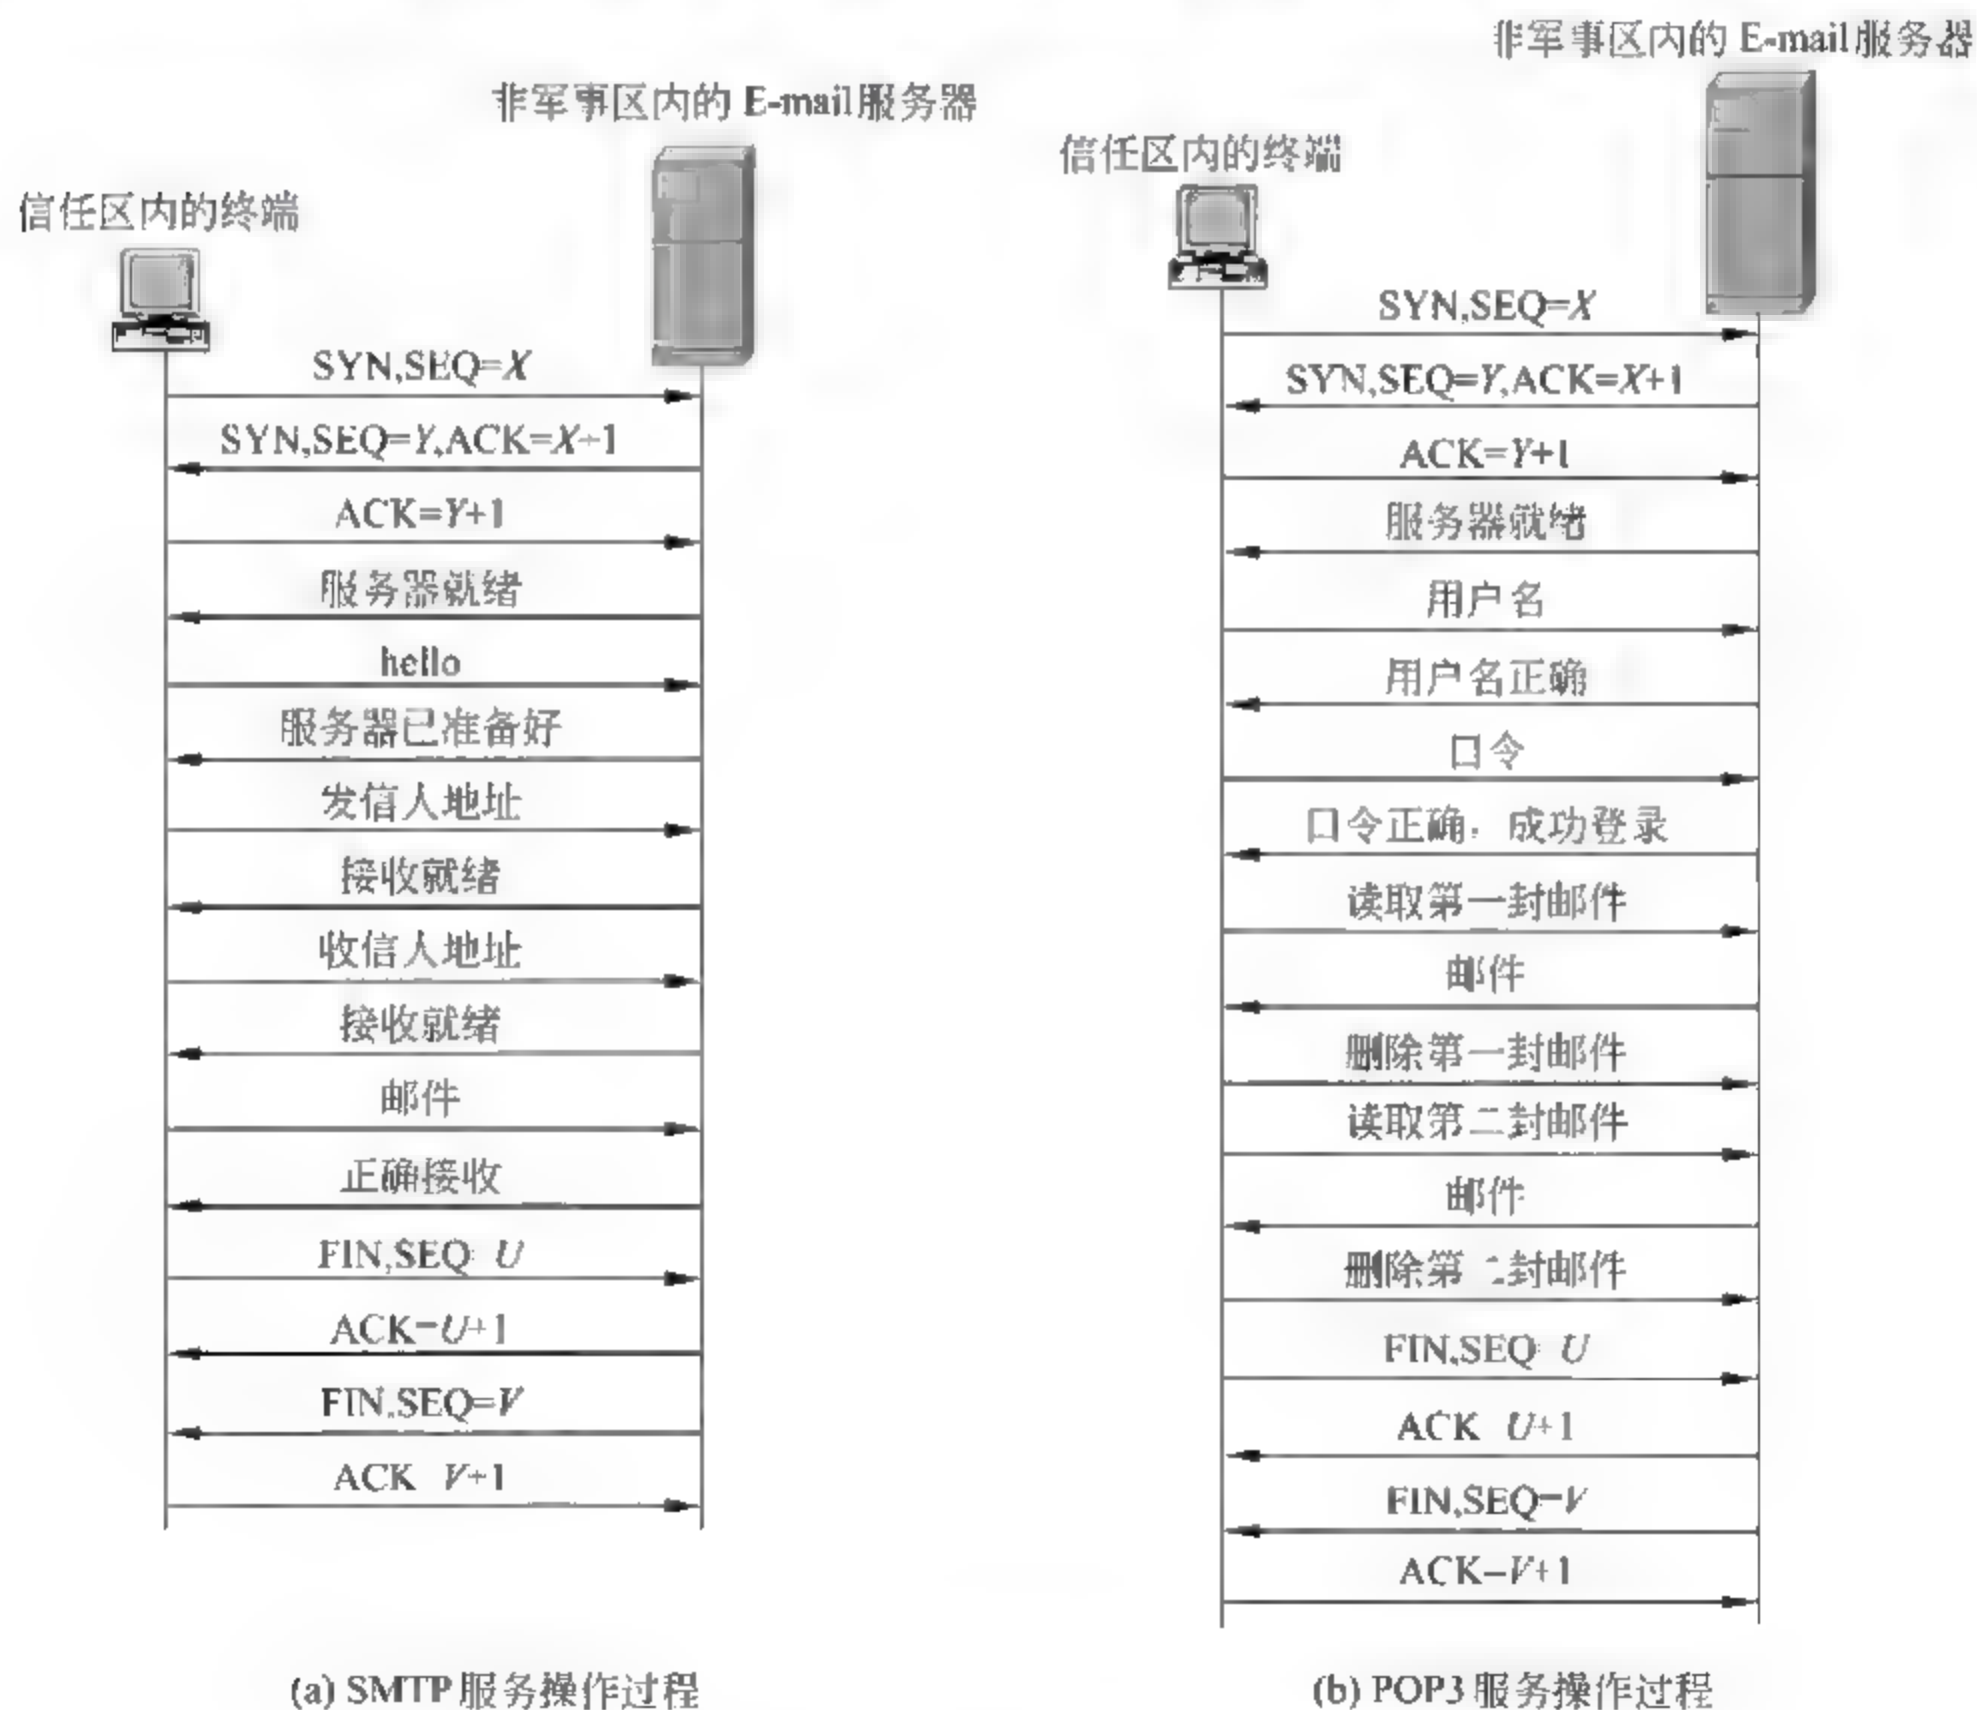 非军事区内的 E-mail服务器
信任区内的终端
SYN,SEQ=X
SYN,SEQ=Y,ACK=X+1
ACK=Y+1
服务器就绪
hello
服务器已准备好
发信人地址
接收就绪
收信人地址
接收就绪
邮件
正确接收
FIN,SEQ U
ACK=U+1
FIN,SEQ=V
ACK V+1
(a) SMTP服务操作过程
非军事区内的 E-mail服务器
信任区内的终端
SYN,SEQ=X
SYN,SEQ=Y,ACK=X+1
ACK=Y+1
服务器就绪
用户名
用户名正确
口令
口令正确，成功登录
读取第一封邮件
邮件
删除第一封邮件
读取第二封邮件
邮件
删除第二封邮件
FIN,SEQ U
ACK U+1
FIN,SEQ=V
ACK=V+1
(b) POP3服务操作过程